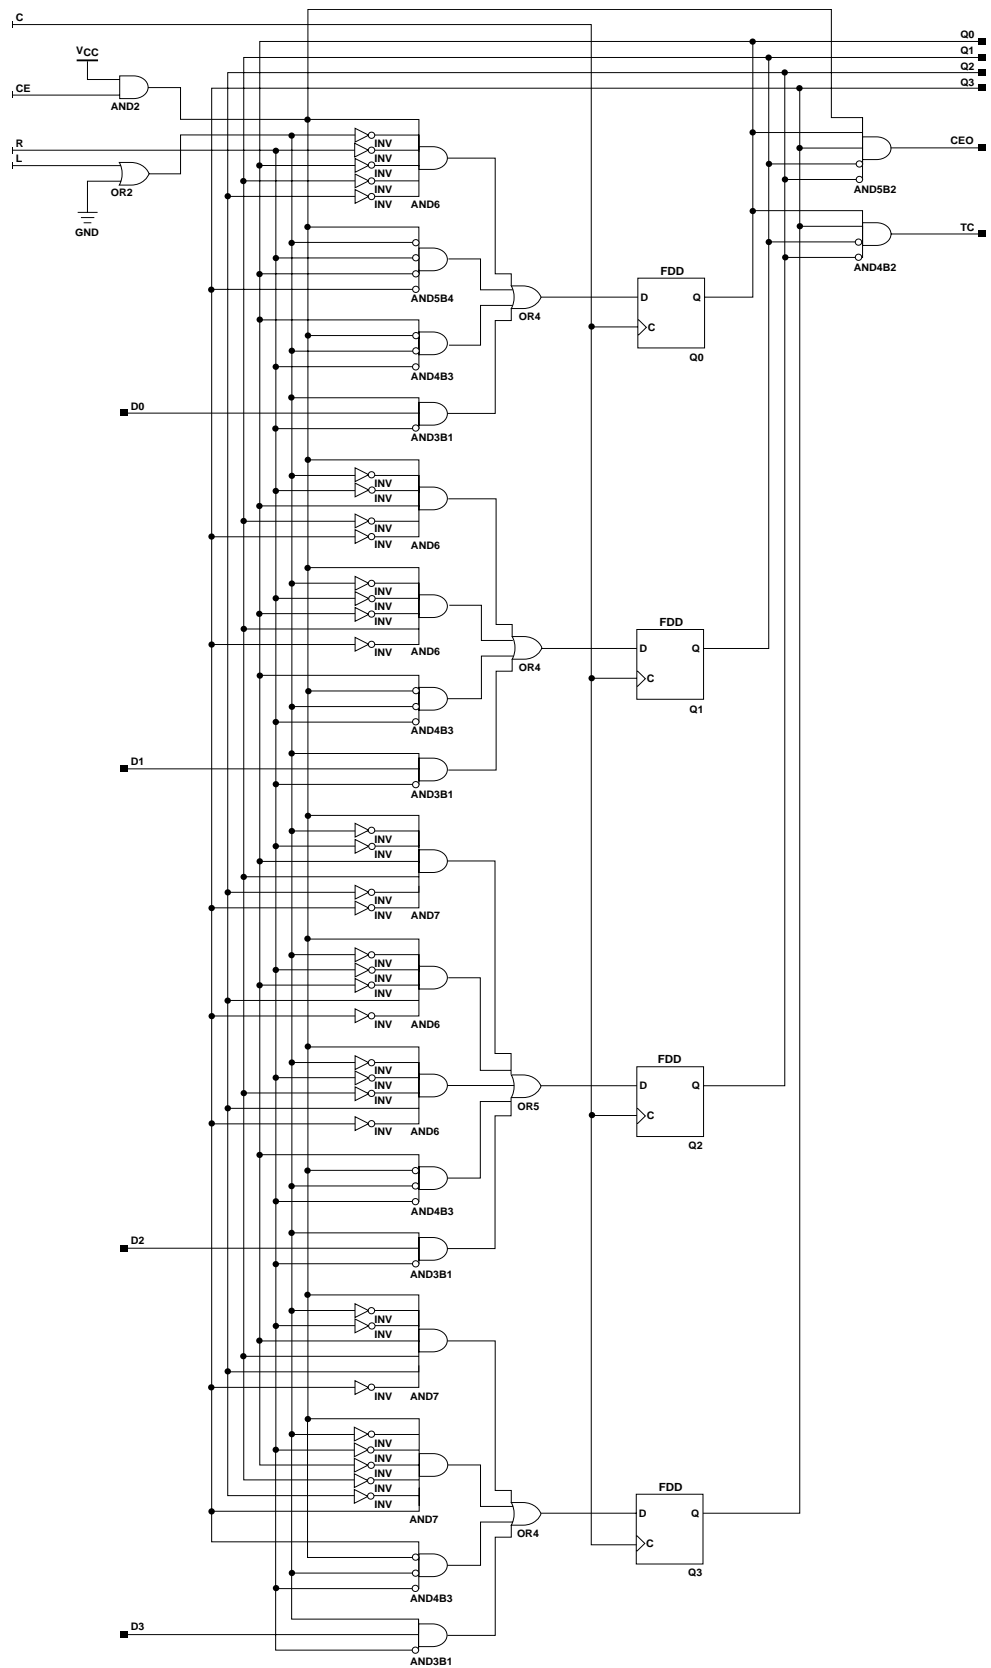 C
Q0
Q1
VCC
Q2
CE
Q3
AND2
R
INV
CEO
L
INV
INV
OR2
INV
AND5B2
INV
AND6
TC
GND
AND4B2
FDD
AND5B4
D
Q
OR4
C
Q0
AND4B3
D0
AND3B1
INV
INV
INV
INV
AND6
INV
INV
INV
FDD
INV
AND6
D
Q
OR4
C
Q1
AND4B3
D1
AND3B1
INV
INV
INV
INV
AND7
INV
INV
INV
INV
AND6
INV
FDD
INV
INV
D
Q
OR5
INV
AND6
C
Q2
AND4B3
D2
AND3B1
INV
INV
INV
AND7
INV
INV
INV
INV
FDD
INV
AND7
D
Q
OR4
C
Q3
AND4B3
D3
AND3B1